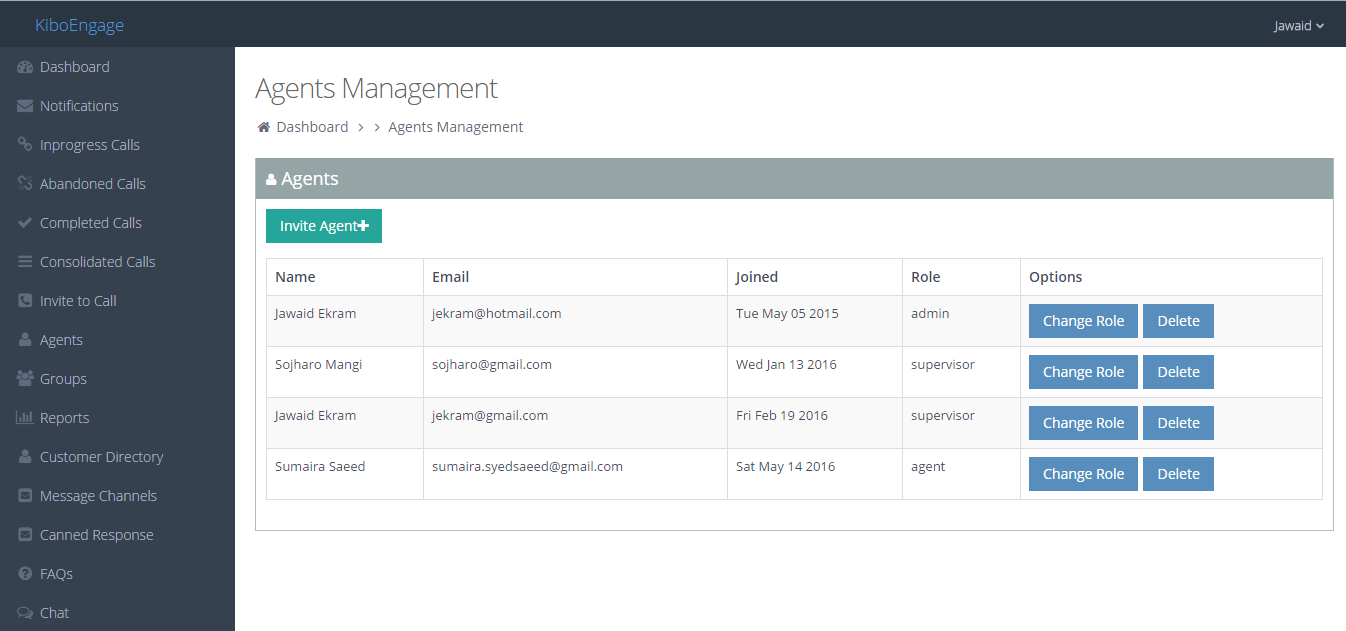 KiboEngage
Jawaid
Dashboard
Notifications
Inprogress Calls
Abandoned Calls
Completed Calls
Consolidated Calls
Invite to Call
Agents
Groups
Reports
Customer Directory
Message Channels
Canned Response
FAQs
Chat
Agents Management
Dashboard > > Agents Management
Agents
Invite Agent+
Name Email Joined Role Options
Jawaid Ekram jekram@hotmail.com Tue May 05 2015 admin Change Role Delete
Sojharo Mangi sojharo@gmail.com Wed Jan 13 2016 supervisor Change Role Delete
Jawaid Ekram jekram@gmail.com Fri Feb 19 2016 supervisor Change Role Delete
Sumaira Saeed sumaira.syedsaeed@gmail.com Sat May 14 2016 agent Change Role Delete